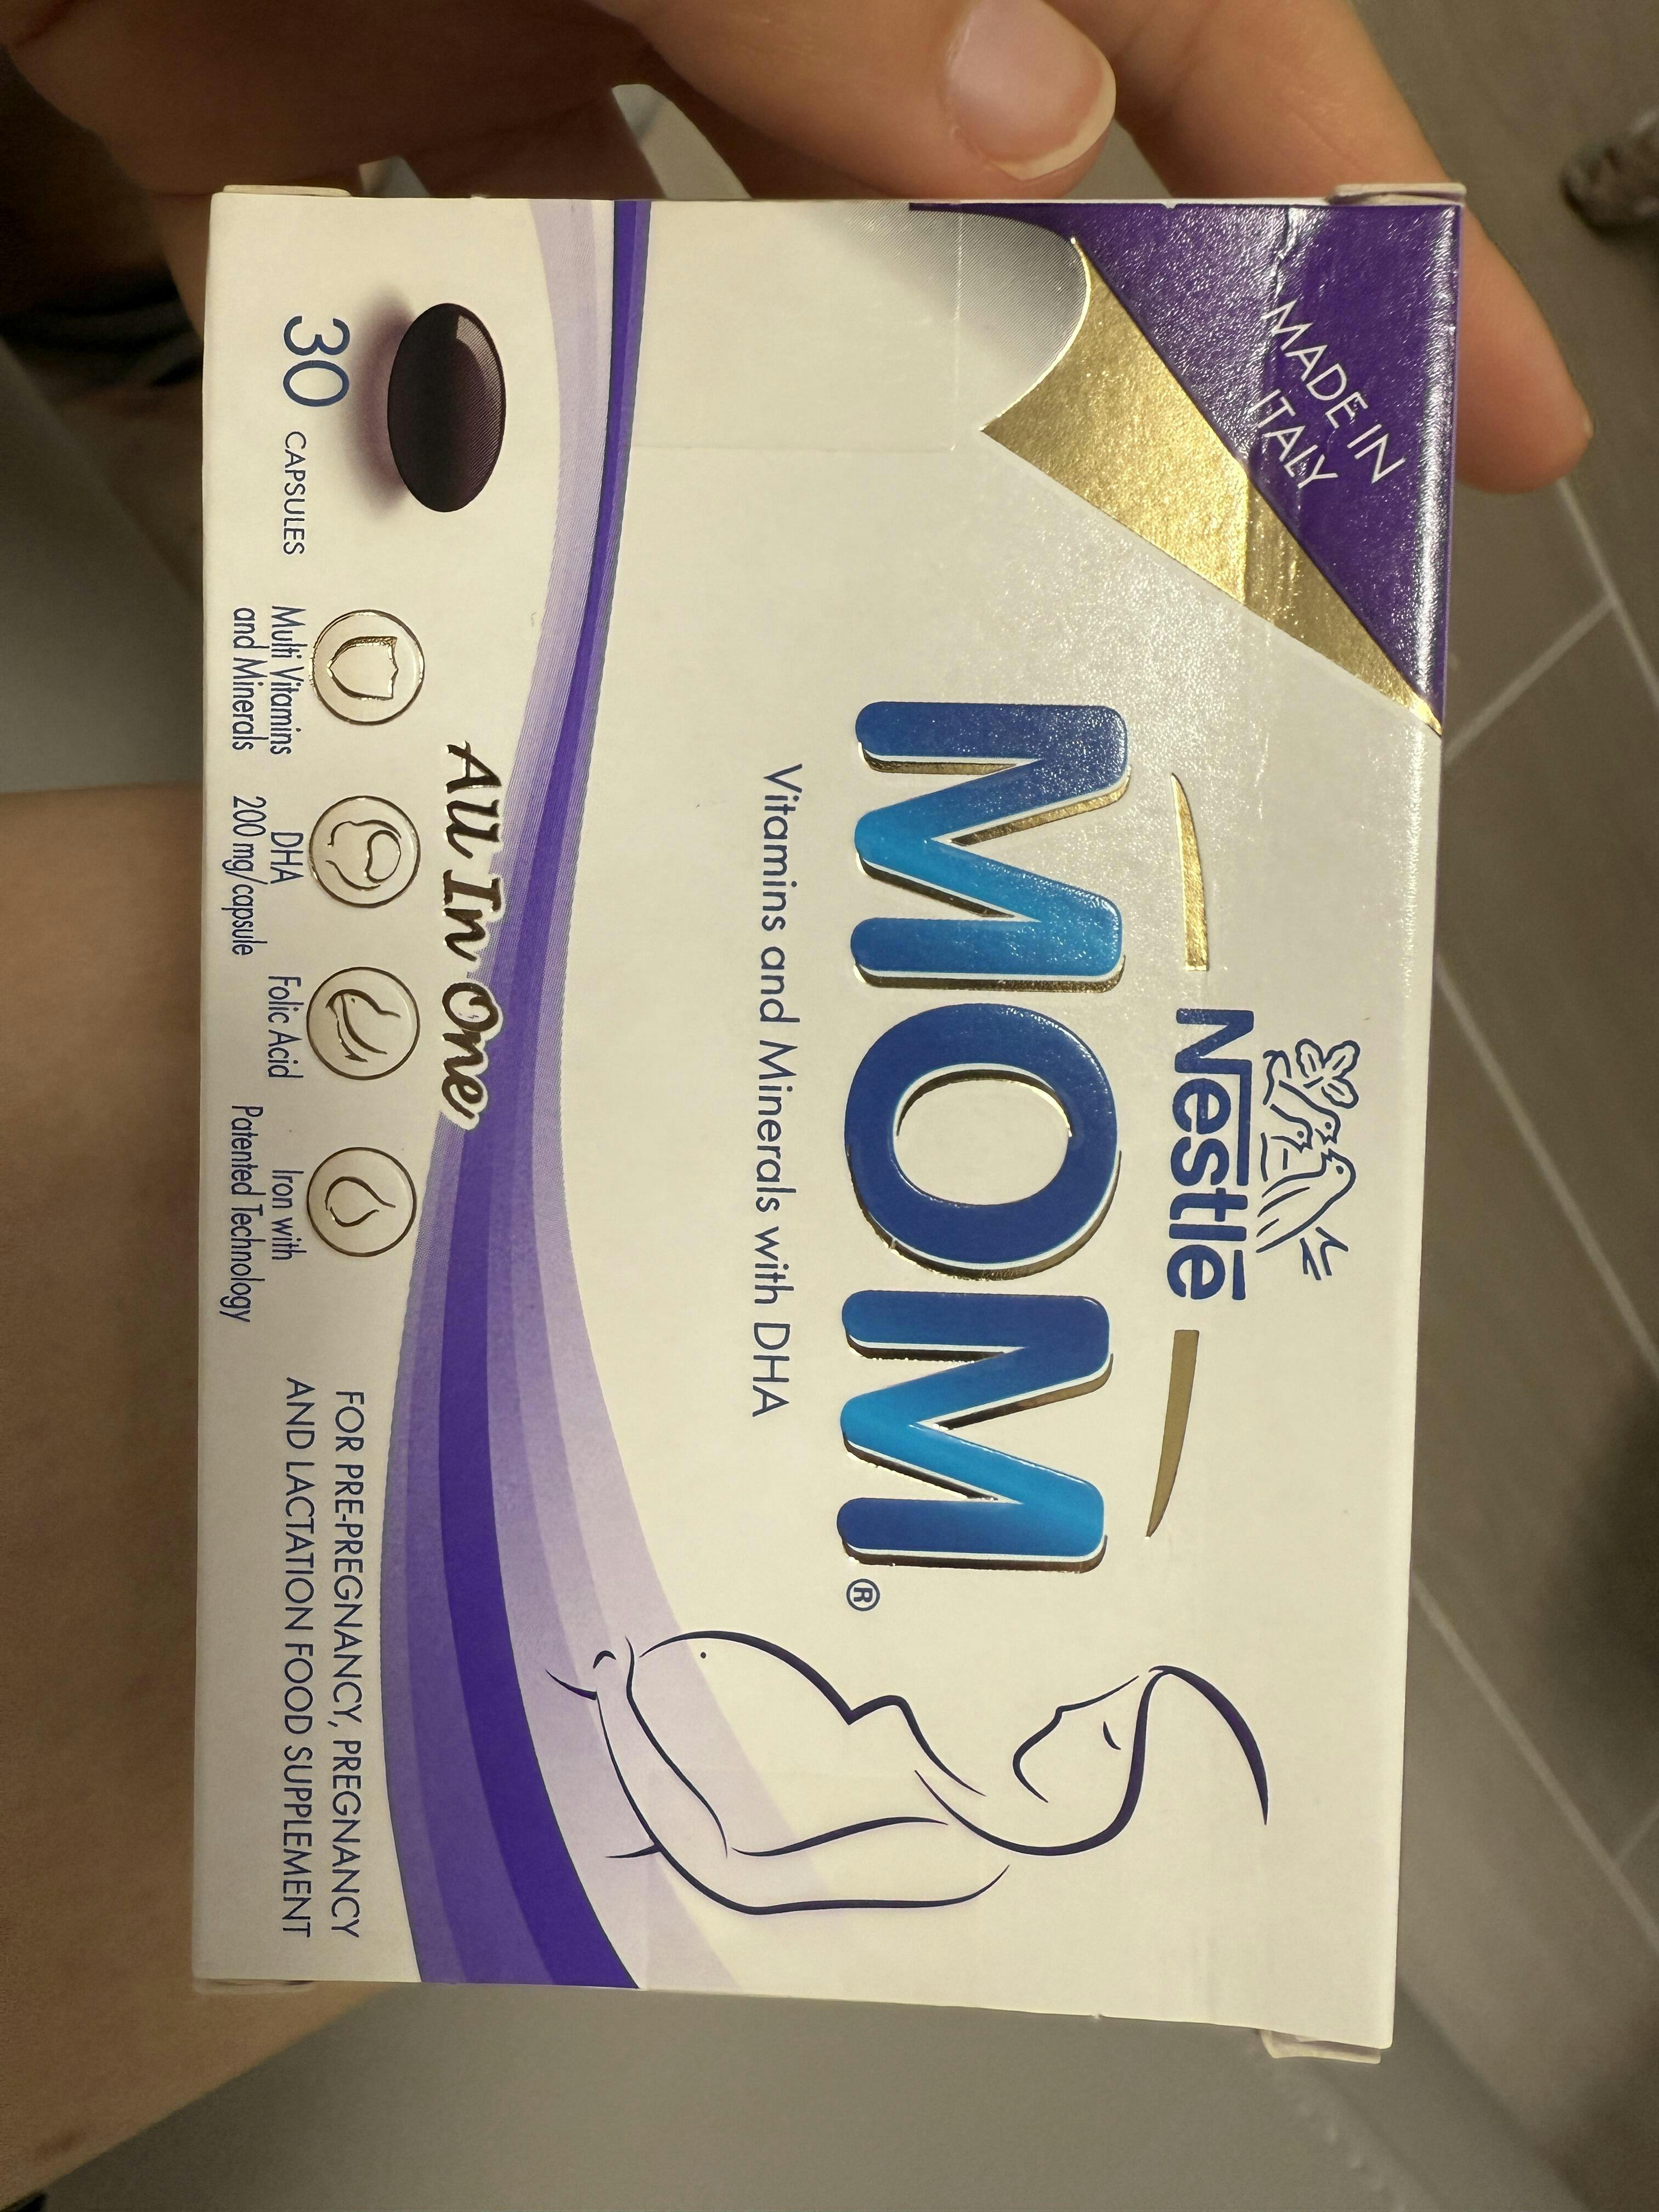 MADE IN
ITALY
Nestlē
MOM®
Vitamins and Minerals with DHA
All In One
30 CAPSULES
Multi Vitamins
and Minerals
DHA
200 mg/capsule
Folic Acid
Iron with
Patented Technology
FOR PRE-PREGNANCY, PREGNANCY
AND LACTATION FOOD SUPPLEMENT